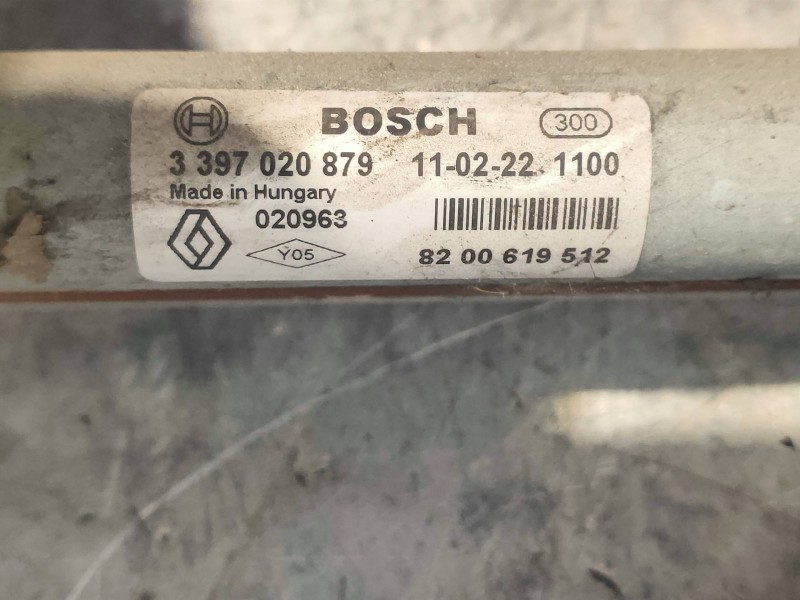 BOSCH 300
3 397 020 879 11-02-22 1100
Made in Hungary
020963
Y05 82 00 619 512